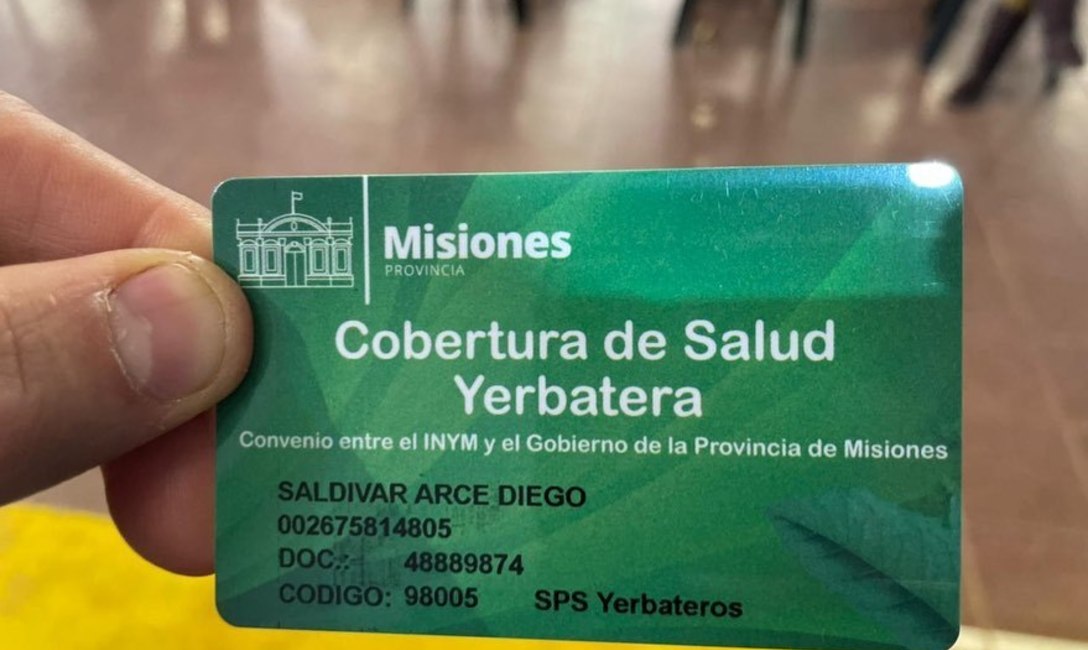 Misiones
PROVINCIA
Cobertura de Salud
Yerbatera
Convenio entre el INYM y el Gobierno de la Provincia de Misiones
SALDIVAR ARCE DIEGO
002675814805
DOC.: 48889874
CODIGO: 98005 SPS Yerbateros